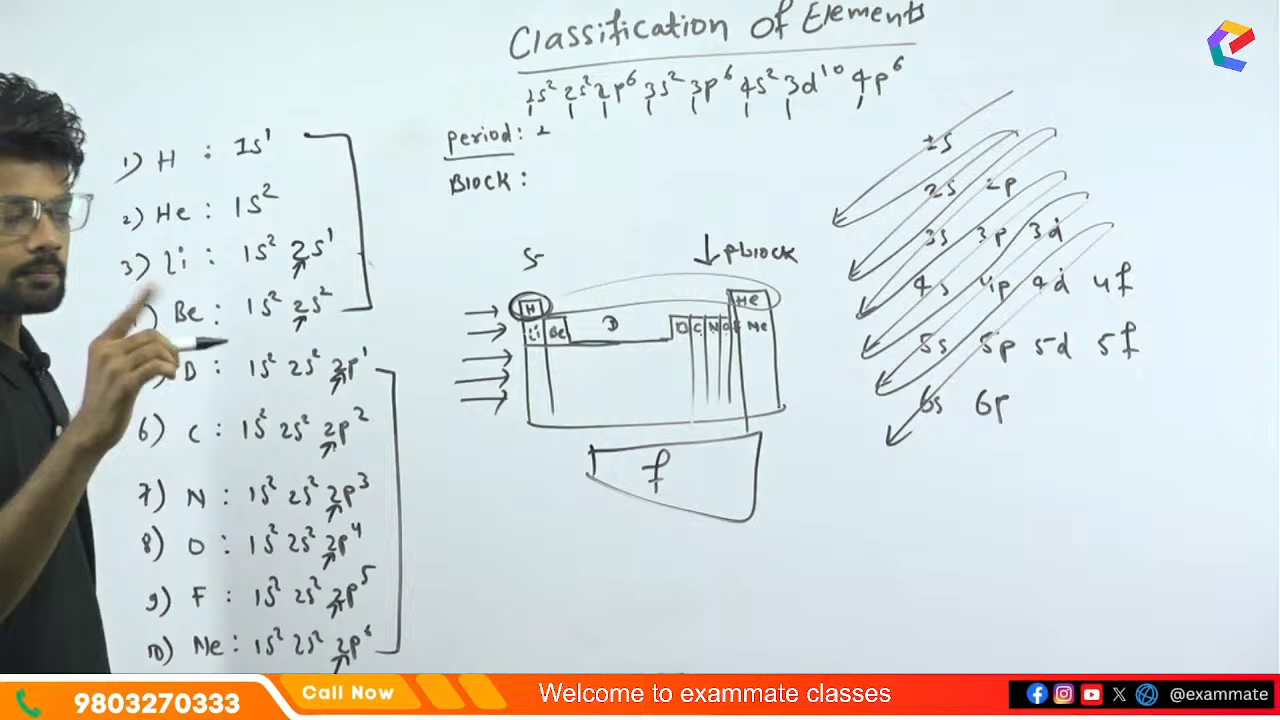 Classification of Elements
1s² 2s² 2p⁶ 3s² 3p⁶ 4s² 3d¹⁰ 4p⁶
Period: 2
Block:
1) H : 1s¹
2) He : 1s²
3) Li : 1s² 2s¹
Be : 1s² 2s²
B : 1s² 2s² 2p¹
6) C : 1s² 2s² 2p²
7) N : 1s² 2s² 2p³
8) O : 1s² 2s² 2p⁴
9) F : 1s² 2s² 2p⁵
10) Ne : 1s² 2s² 2p⁶
S
p block
H He
Li Be D B C N O Ne
f
1s
2s 2p
3s 3p 3d
4s 4p 4d 4f
5s 5p 5d 5f
6s 6p
9803270333
Call Now
Welcome to exammate classes
@exammate